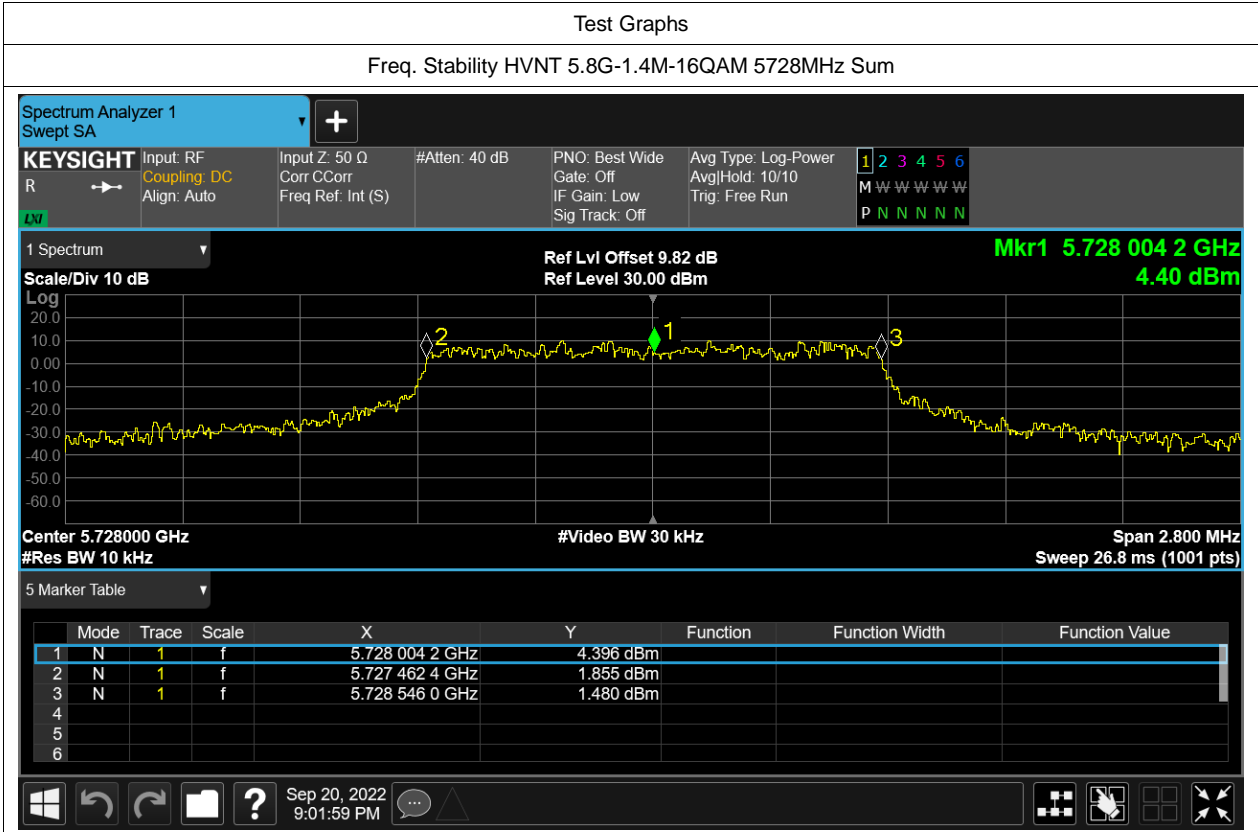 Test Graphs
Freq. Stability HVNT 5.8G-1.4M-16QAM 5728MHz Sum
Spectrum Analyzer 1
Swept SA
+
KEYSIGHT
R
LXI
Input: RF
Coupling: DC
Align: Auto
Input Z: 50 Ω
Corr CCorr
Freq Ref: Int (S)
#Atten: 40 dB
PNO: Best Wide
Gate: Off
IF Gain: Low
Sig Track: Off
Avg Type: Log-Power
Avg|Hold: 10/10
Trig: Free Run
1 2 3 4 5 6
M W W W W W
P N N N N N
1 Spectrum
Scale/Div 10 dB
Ref Lvl Offset 9.82 dB
Ref Level 30.00 dBm
Mkr1 5.728 004 2 GHz
4.40 dBm
Log
20.0
10.0
0.00
-10.0
-20.0
-30.0
-40.0
-50.0
-60.0
2
1
3
Center 5.728000 GHz
#Res BW 10 kHz
#Video BW 30 kHz
Span 2.800 MHz
Sweep 26.8 ms (1001 pts)
5 Marker Table
Mode Trace Scale X Y Function Function Width Function Value
1 N 1 f 5.728 004 2 GHz 4.396 dBm
2 N 1 f 5.727 462 4 GHz 1.855 dBm
3 N 1 f 5.728 546 0 GHz 1.480 dBm
4
5
6
?
Sep 20, 2022
9:01:59 PM